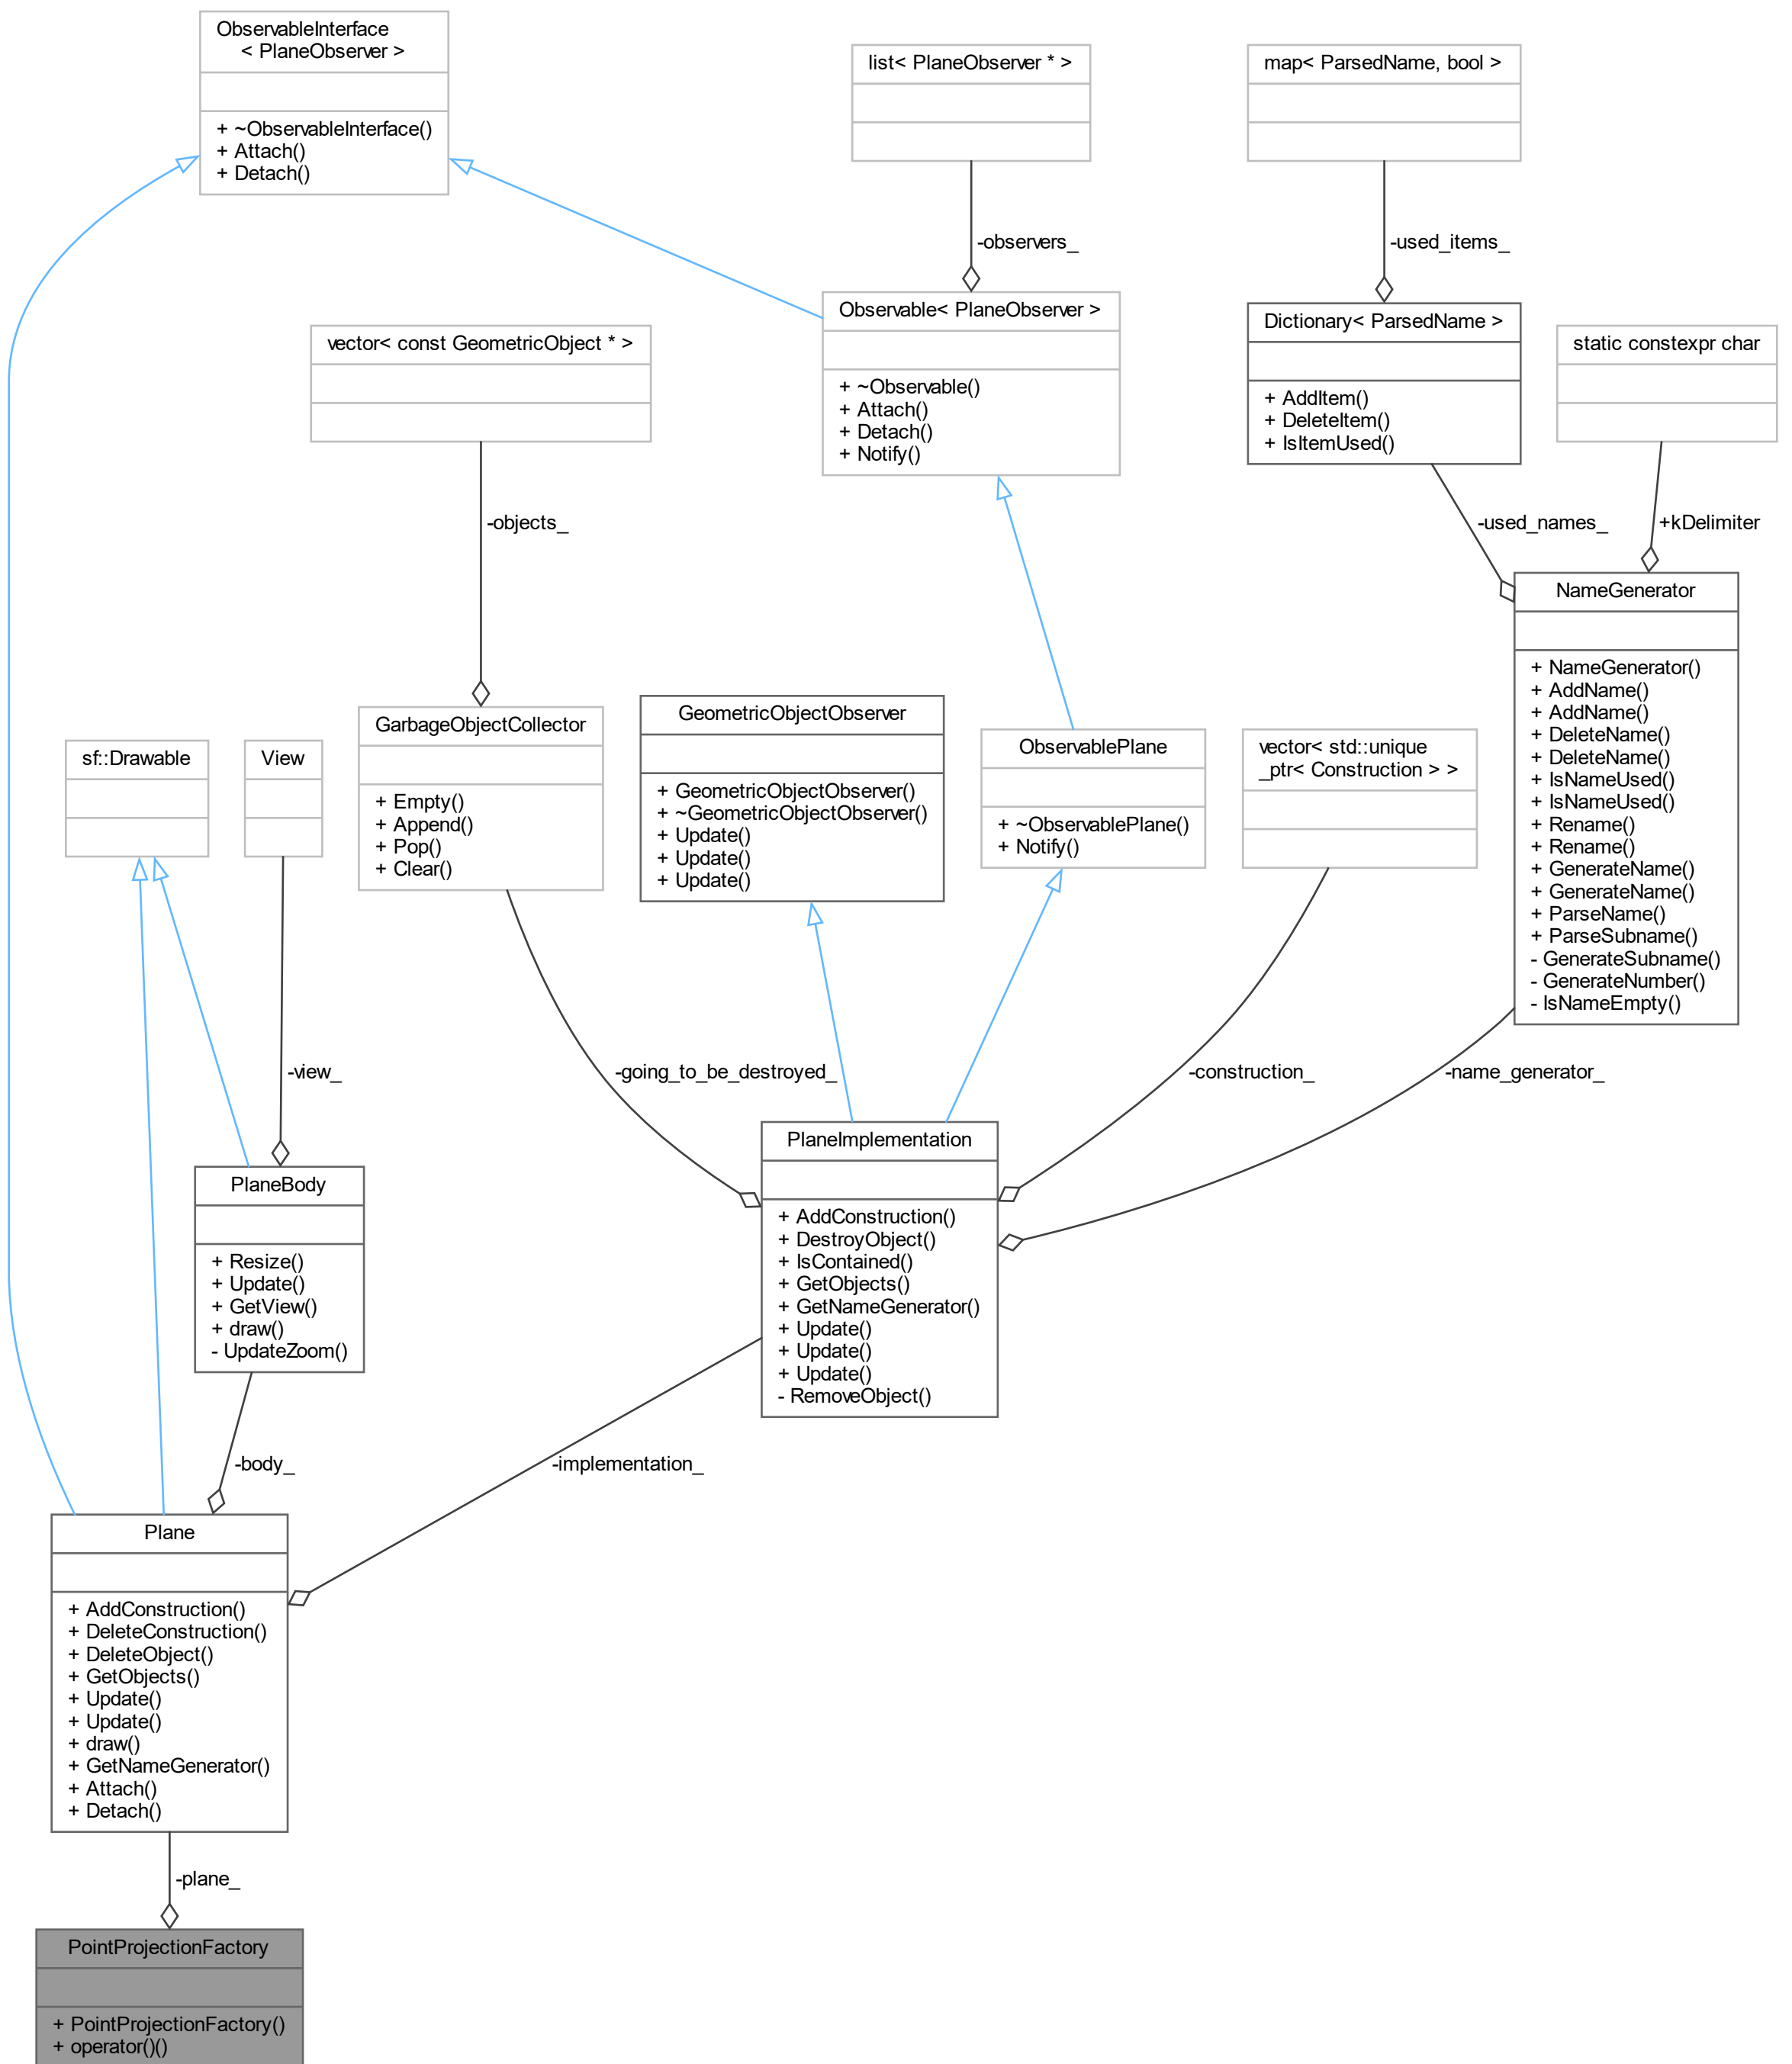 ObservableInterface
< PlaneObserver >
+ ~ObservableInterface()
+ Attach()
+ Detach()
list< PlaneObserver * >
map< ParsedName, bool >
-observers_
-used_items_
vector< const GeometricObject * >
Observable< PlaneObserver >
+ ~Observable()
+ Attach()
+ Detach()
+ Notify()
Dictionary< ParsedName >
+ AddItem()
+ DeleteItem()
+ IsItemUsed()
static constexpr char
-objects_
-used_names_
+kDelimiter
NameGenerator
+ NameGenerator()
+ AddName()
+ AddName()
+ DeleteName()
+ DeleteName()
+ IsNameUsed()
+ IsNameUsed()
+ Rename()
+ Rename()
+ GenerateName()
+ GenerateName()
+ ParseName()
+ ParseSubname()
- GenerateSubname()
- GenerateNumber()
- IsNameEmpty()
sf::Drawable
View
GarbageObjectCollector
+ Empty()
+ Append()
+ Pop()
+ Clear()
GeometricObjectObserver
+ GeometricObjectObserver()
+ ~GeometricObjectObserver()
+ Update()
+ Update()
+ Update()
ObservablePlane
+ ~ObservablePlane()
+ Notify()
vector< std::unique
_ptr< Construction > >
-view_
-going_to_be_destroyed_
-construction_
-name_generator_
PlaneBody
+ Resize()
+ Update()
+ GetView()
+ draw()
- UpdateZoom()
PlaneImplementation
+ AddConstruction()
+ DestroyObject()
+ IsContained()
+ GetObjects()
+ GetNameGenerator()
+ Update()
+ Update()
+ Update()
- RemoveObject()
-body_
-implementation_
Plane
+ AddConstruction()
+ DeleteConstruction()
+ DeleteObject()
+ GetObjects()
+ Update()
+ Update()
+ draw()
+ GetNameGenerator()
+ Attach()
+ Detach()
-plane_
PointProjectionFactory
+ PointProjectionFactory()
+ operator()()